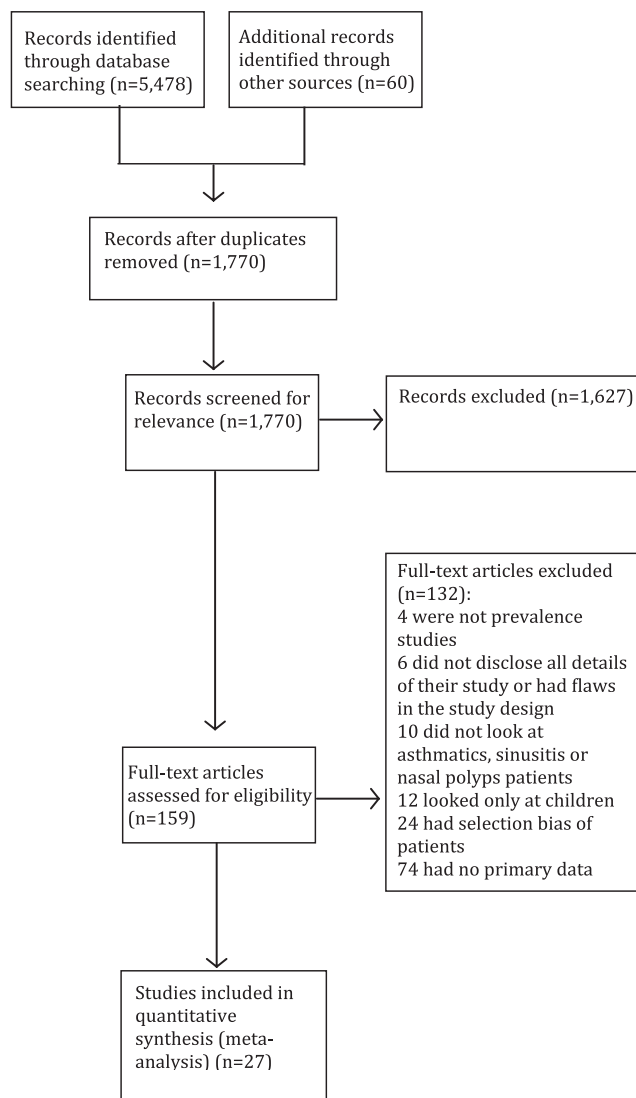 Records identified
through database
searching (n=5,478)
Additional records
identified through
other sources (n=60)
Records after duplicates
removed (n=1,770)
Records screened for
relevance (n=1,770)
Records excluded (n=1,627)
Full-text articles excluded
(n=132):
4 were not prevalence
studies
6 did not disclose all details
of their study or had flaws
in the study design
10 did not look at
asthmatics, sinusitis or
nasal polyps patients
12 looked only at children
24 had selection bias of
patients
74 had no primary data
Full-text articles
assessed for eligibility
(n=159)
Studies included in
quantitative
synthesis (meta-
analysis) (n=27)